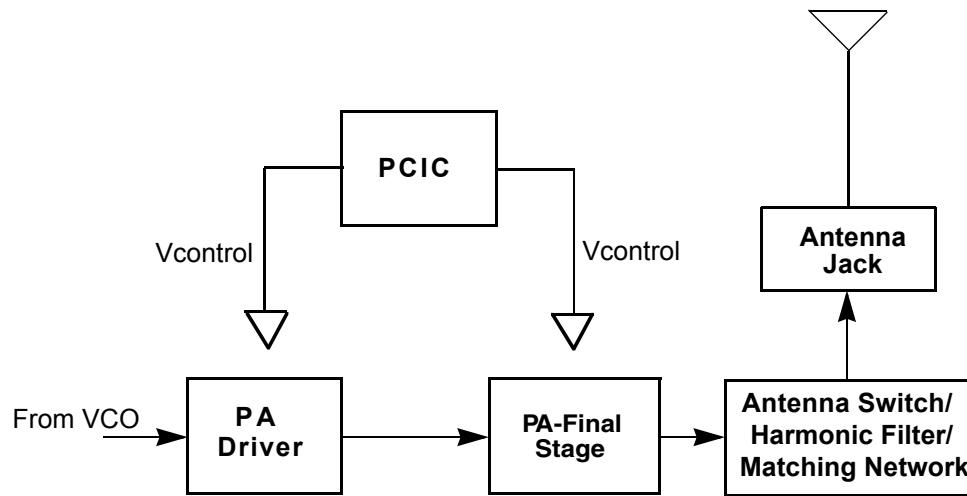 PCIC
Vcontrol
Vcontrol
Antenna
Jack
From VCO
PA
Driver
PA-Final
Stage
Antenna Switch/
Harmonic Filter/
Matching Network